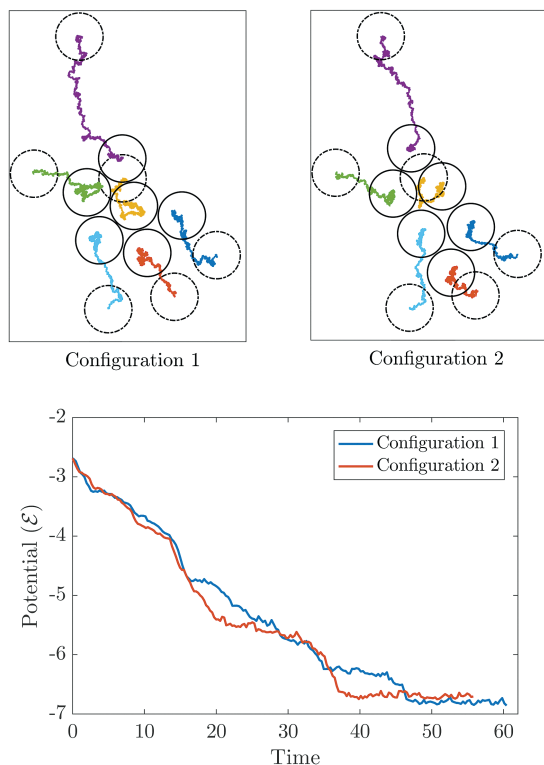 Configuration 1
Configuration 2
-2
-3
-4
-5
-6
-7
Potential (ℰ)
Configuration 1
Configuration 2
0 10 20 30 40 50 60
Time